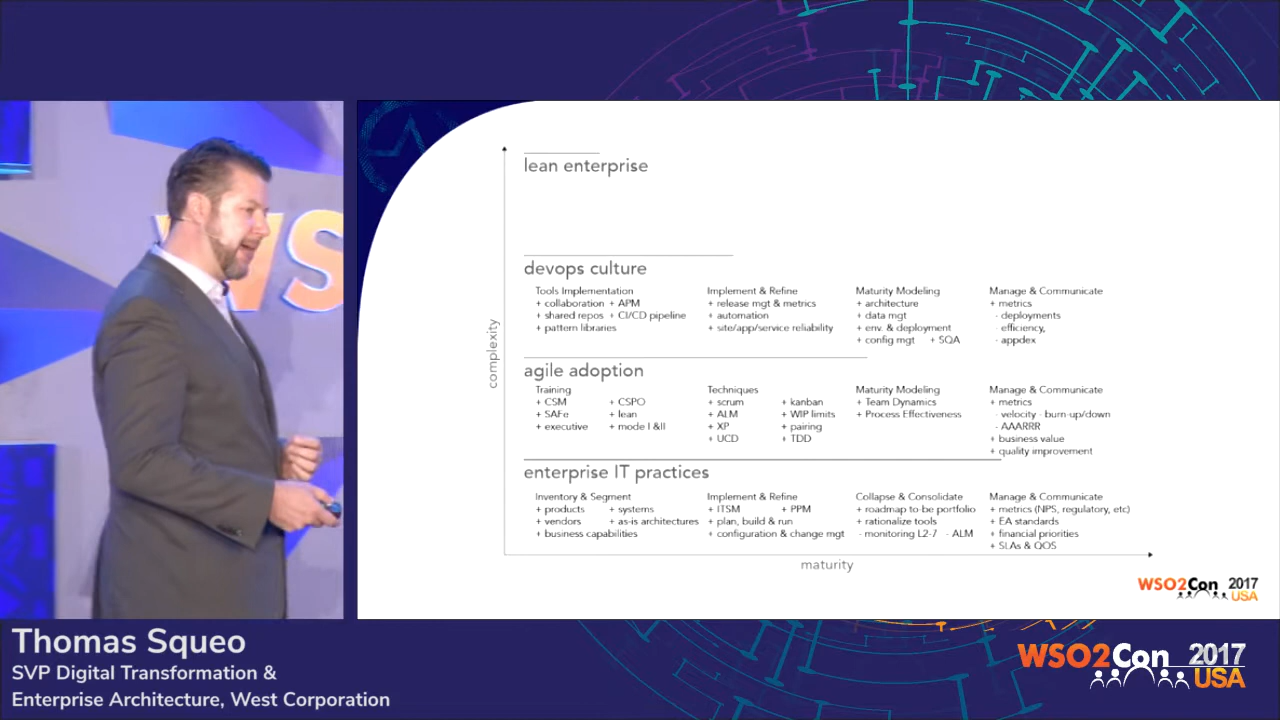 WS
lean enterprise
devops culture
Tools Implementation
+ collaboration + APM
+ shared repos + CI/CD pipeline
+ pattern libraries
Implement & Refine
+ release mgt & metrics
+ automation
+ site/app/service reliability
Maturity Modeling
+ architecture
+ data mgt
+ env. & deployment
+ config mgt + SQA
Manage & Communicate
+ metrics
- deployments
- efficiency,
- appdex
agile adoption
Training
+ CSM + CSPO
+ SAFe + lean
+ executive + mode I &II
Techniques
+ scrum + kanban
+ ALM + WIP limits
+ XP + pairing
+ UCD + TDD
Maturity Modeling
+ Team Dynamics
+ Process Effectiveness
Manage & Communicate
+ metrics
- velocity - burn-up/down
- AAARRR
+ business value
+ quality improvement
enterprise IT practices
Inventory & Segment
+ products + systems
+ vendors + as-is architectures
+ business capabilities
Implement & Refine
+ ITSM + PPM
+ plan, build & run
+ configuration & change mgt
Collapse & Consolidate
+ roadmap to-be portfolio
+ rationalize tools
- monitoring L2-7 - ALM
Manage & Communicate
+ metrics (NPS, regulatory, etc)
+ EA standards
+ financial priorities
+ SLAs & QOS
complexity
maturity
WSO2Con 2017
USA
Thomas Squeo
SVP Digital Transformation &
Enterprise Architecture, West Corporation
WSO2Con 2017
USA